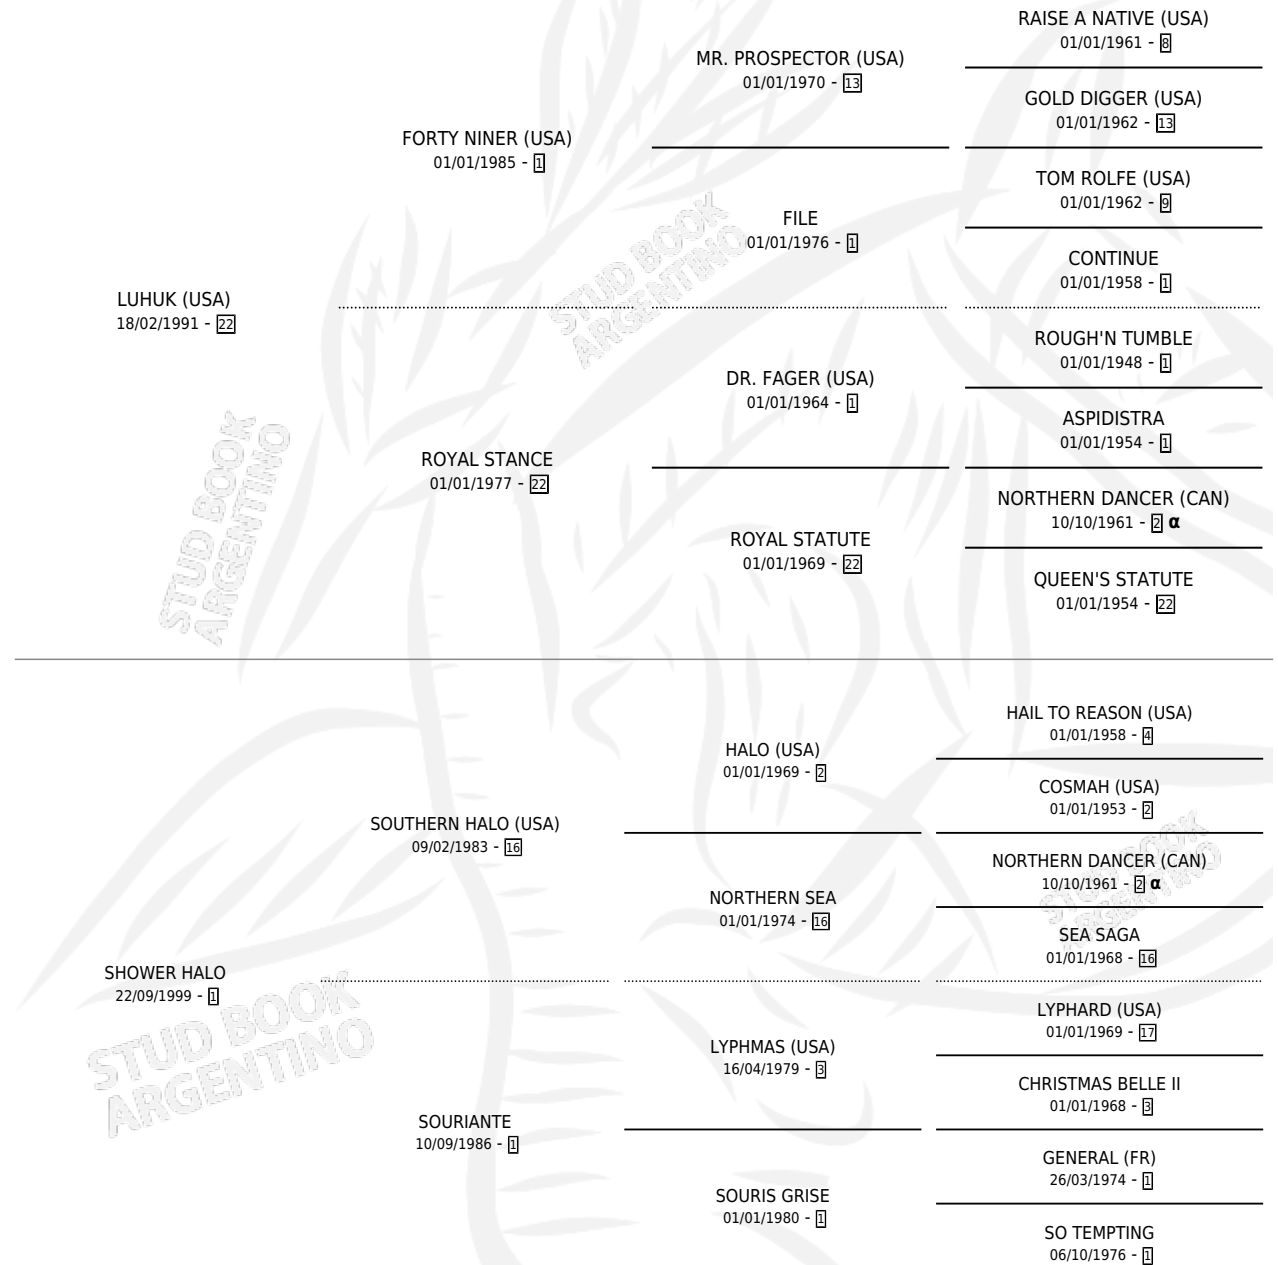 RAISE A NATIVE (USA)
01/01/1961 - 8
MR. PROSPECTOR (USA)
01/01/1970 - 13
GOLD DIGGER (USA)
01/01/1962 - 13
FORTY NINER (USA)
01/01/1985 - 1
TOM ROLFE (USA)
01/01/1962 - 9
FILE
01/01/1976 - 1
CONTINUE
01/01/1958 - 1
STUD BOOK
ARGENTINO
LUHUK (USA)
18/02/1991 - 22
ROUGH'N TUMBLE
01/01/1948 - 1
DR. FAGER (USA)
01/01/1964 - 1
ASPIDISTRA
01/01/1954 - 1
ROYAL STANCE
01/01/1977 - 22
NORTHERN DANCER (CAN)
10/10/1961 - 2 α
ROYAL STATUTE
01/01/1969 - 22
QUEEN'S STATUTE
01/01/1954 - 22
STUD BOOK
ARGENTINO
HAIL TO REASON (USA)
01/01/1958 - 4
HALO (USA)
01/01/1969 - 2
COSMAH (USA)
01/01/1953 - 2
SOUTHERN HALO (USA)
09/02/1983 - 16
NORTHERN DANCER (CAN)
10/10/1961 - 2 α
STUD BOOK
ARGENTINO
NORTHERN SEA
01/01/1974 - 16
SEA SAGA
01/01/1968 - 16
SHOWER HALO
22/09/1999 - 1
LYPHARD (USA)
01/01/1969 - 17
LYPHMAS (USA)
16/04/1979 - 3
CHRISTMAS BELLE II
01/01/1968 - 3
STUD BOOK
ARGENTINO
SOURIANTE
10/09/1986 - 1
GENERAL (FR)
26/03/1974 - 1
SOURIS GRISE
01/01/1980 - 1
SO TEMPTING
06/10/1976 - 1